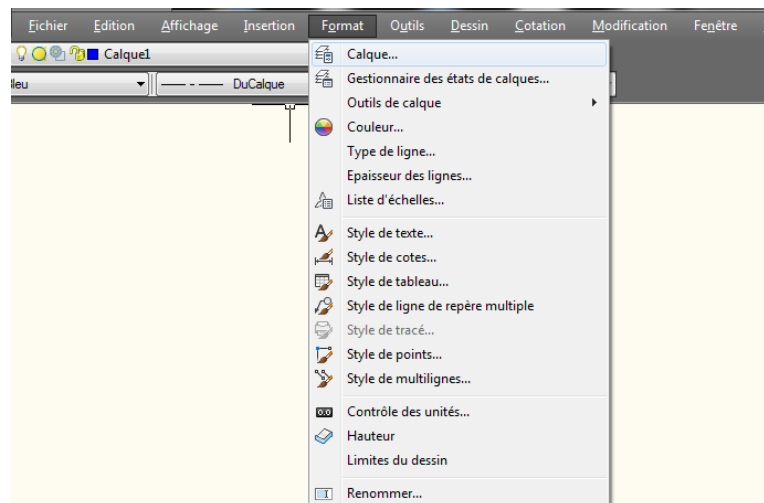 Fichier Edition Affichage Insertion Format Outils Dessin Cotation Modification Fenêtre
Calque1
DuCalque
Calque...
Gestionnaire des états de calques...
Outils de calque
Couleur...
Type de ligne...
Epaisseur des lignes...
Liste d'échelles...
Style de texte...
Style de cotes...
Style de tableau...
Style de ligne de repère multiple
Style de tracé...
Style de points...
Style de multilignes...
0.0 Contrôle des unités...
Hauteur
Limites du dessin
Renommer...